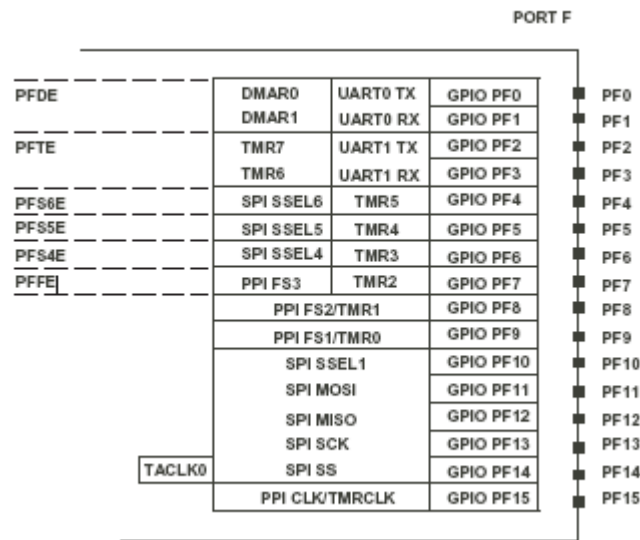 PORT F
PFDE DMAR0 UART0 TX GPIO PF0 PF0
DMAR1 UART0 RX GPIO PF1 PF1
PFTE TMR7 UART1 TX GPIO PF2 PF2
TMR6 UART1 RX GPIO PF3 PF3
PFS6E SPI SSEL6 TMR5 GPIO PF4 PF4
PFS5E SPI SSEL5 TMR4 GPIO PF5 PF5
PFS4E SPI SSEL4 TMR3 GPIO PF6 PF6
PFFE PPI FS3 TMR2 GPIO PF7 PF7
PPI FS2/TMR1 GPIO PF8 PF8
PPI FS1/TMR0 GPIO PF9 PF9
SPI SSEL1 GPIO PF10 PF10
SPI MOSI GPIO PF11 PF11
SPI MISO GPIO PF12 PF12
SPI SCK GPIO PF13 PF13
TACLK0 SPI SS GPIO PF14 PF14
PPI CLK/TMRCLK GPIO PF15 PF15